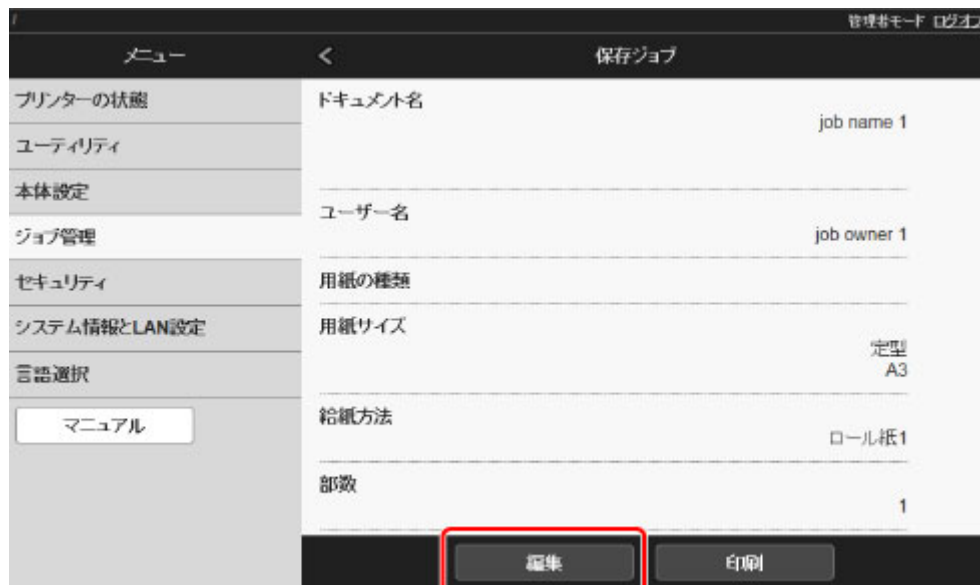 /
管理者モード ログオフ
メニュー
<
保存ジョブ
プリンターの状態
ユーティリティ
本体設定
ジョブ管理
セキュリティ
システム情報とLAN設定
言語選択
マニュアル
ドキュメント名
job name 1
ユーザー名
job owner 1
用紙の種類
用紙サイズ
定型
A3
給紙方法
ロール紙1
部数
1
編集
印刷